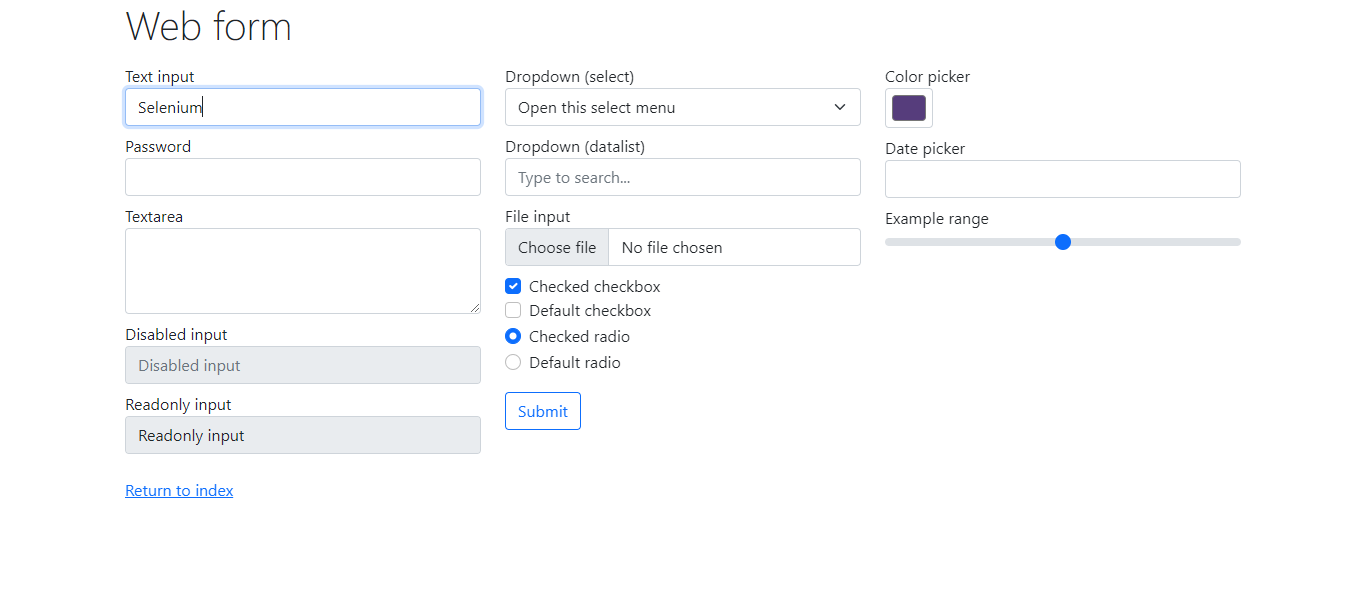 Web form
Text input
Selenium
Password
Textarea
Disabled input
Disabled input
Readonly input
Readonly input
Return to index
Dropdown (select)
Open this select menu
Dropdown (datalist)
Type to search...
File input
Choose file No file chosen
Checked checkbox
Default checkbox
Checked radio
Default radio
Submit
Color picker
Date picker
Example range